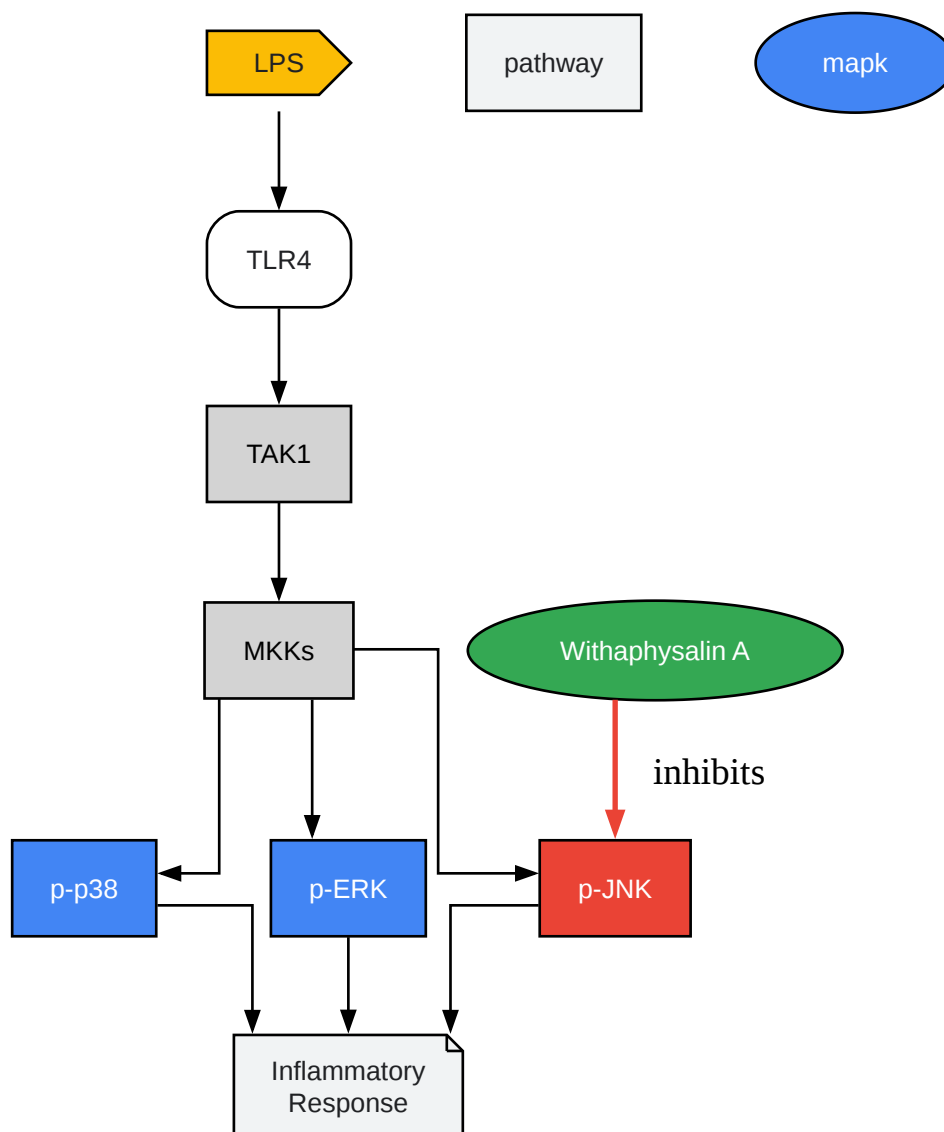 LPS
pathway
mapk
TLR4
TAK1
MKKs
Withaphysalin A
inhibits
p-p38
p-ERK
p-JNK
Inflammatory
Response